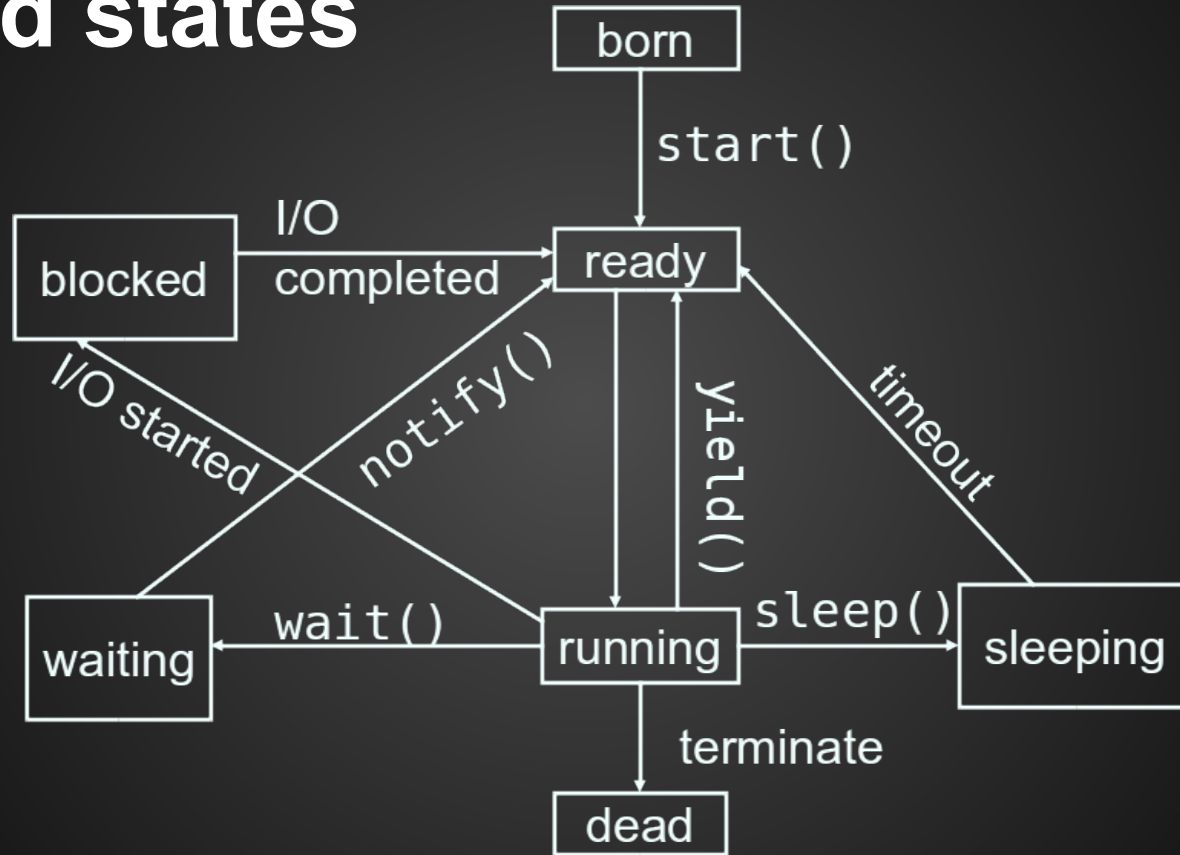 d states
born
start()
I/O
completed
blocked
ready
I/O started
notify()
yield()
timeout
wait()
sleep()
waiting
running
sleeping
terminate
dead